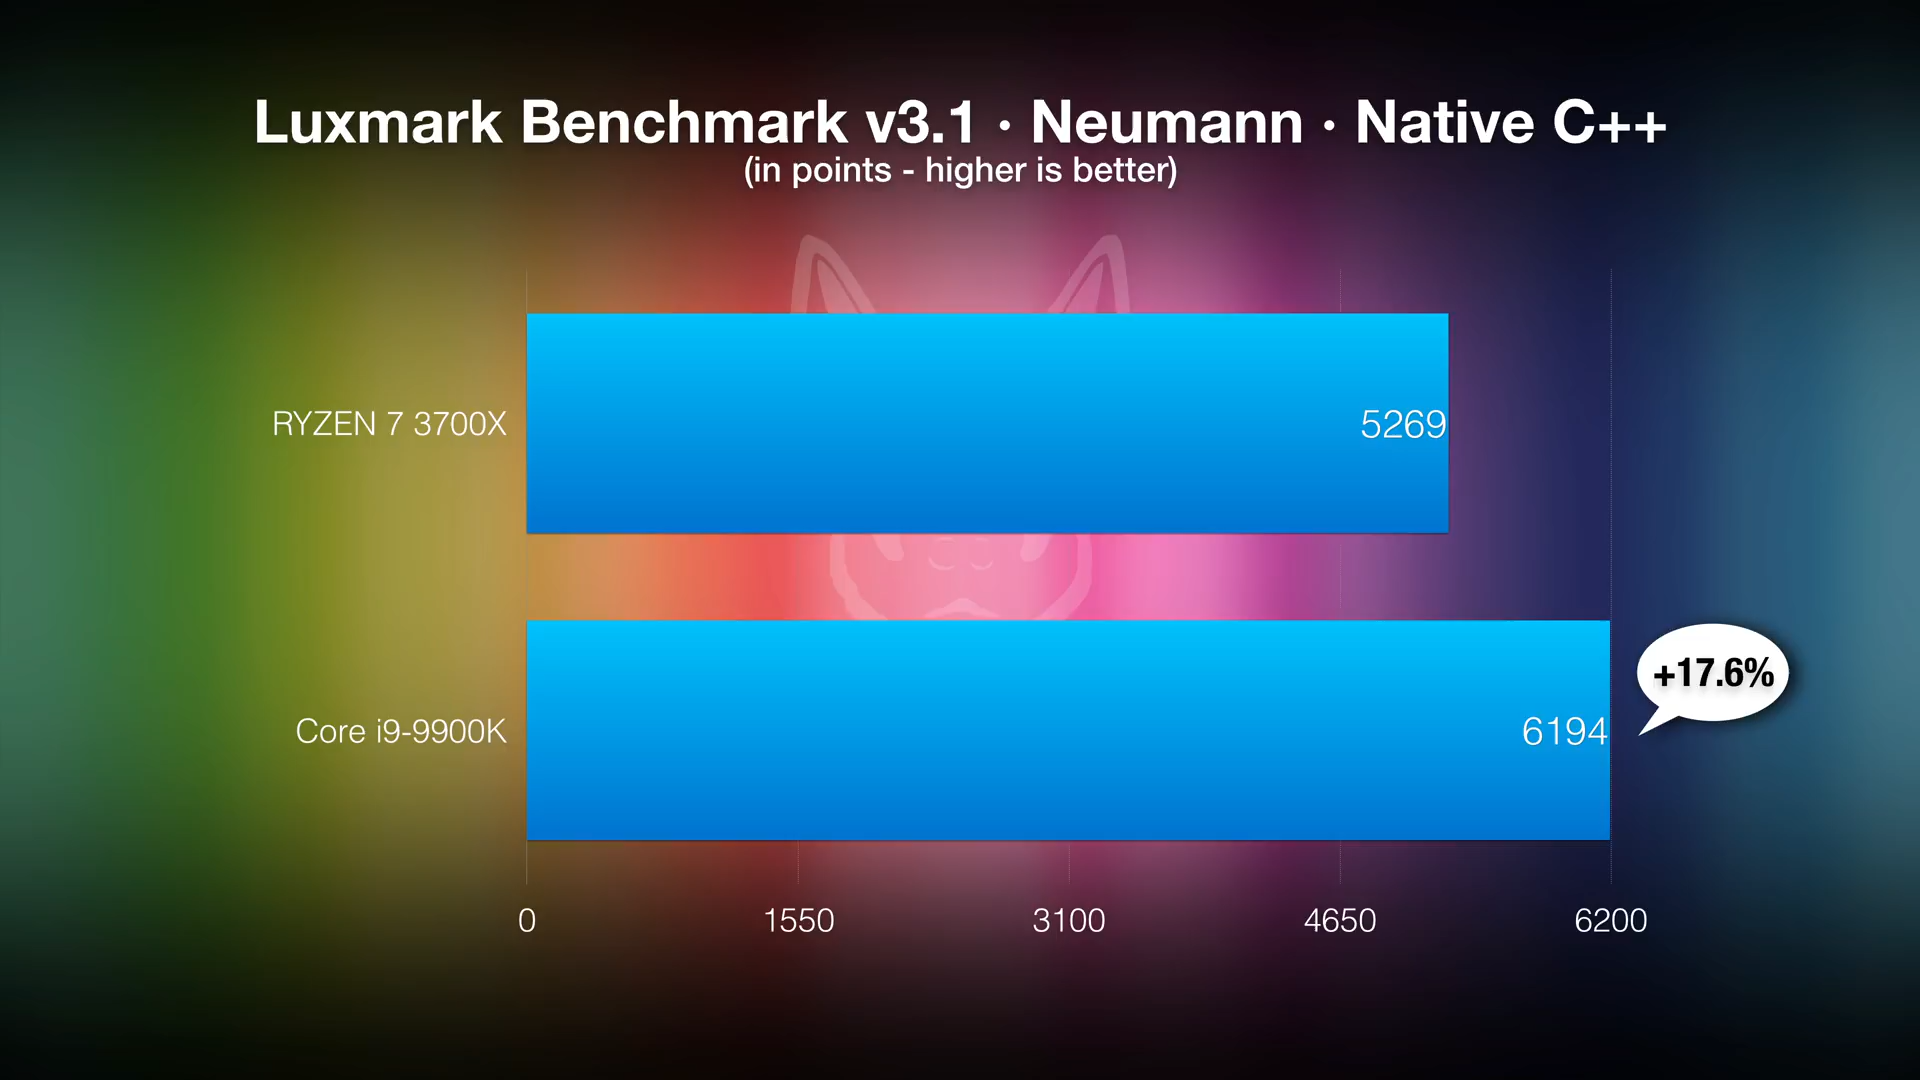 Luxmark Benchmark v3.1 · Neumann · Native C++
(in points - higher is better)
RYZEN 7 3700X
5269
+17.6%
Core i9-9900K
6194
0 1550 3100 4650 6200